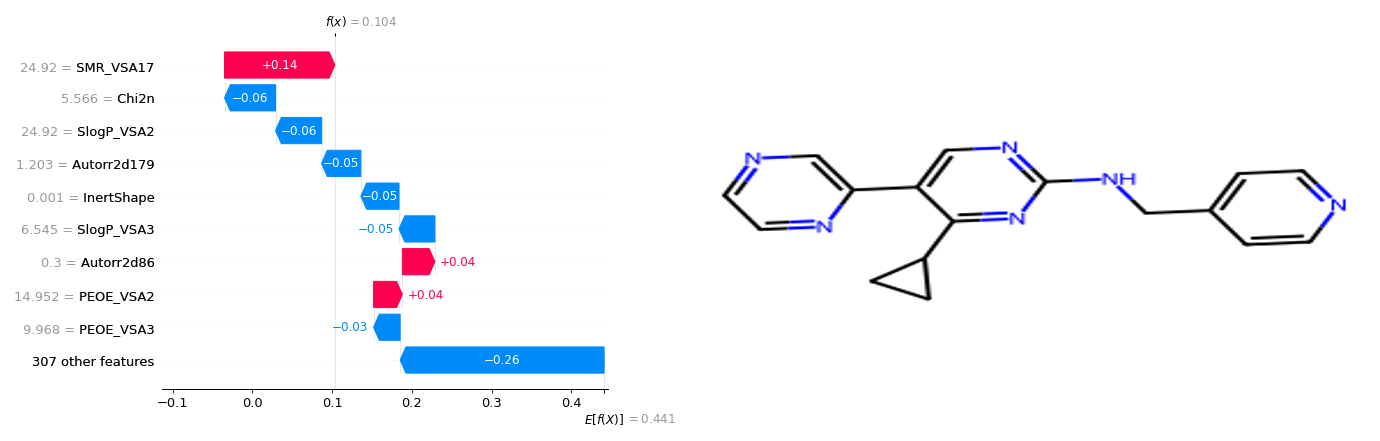 f(x) = 0.104
24.92 = SMR_VSA17
+0.14
5.566 = Chi2n
−0.06
24.92 = SlogP_VSA2
−0.06
1.203 = Autorr2d179
−0.05
0.001 = InertShape
−0.05
6.545 = SlogP_VSA3
−0.05
0.3 = Autorr2d86
+0.04
14.952 = PEOE_VSA2
+0.04
9.968 = PEOE_VSA3
−0.03
307 other features
−0.26
−0.1 0.0 0.1 0.2 0.3 0.4
E[f(X)] = 0.441
N
N
N
N
NH
N